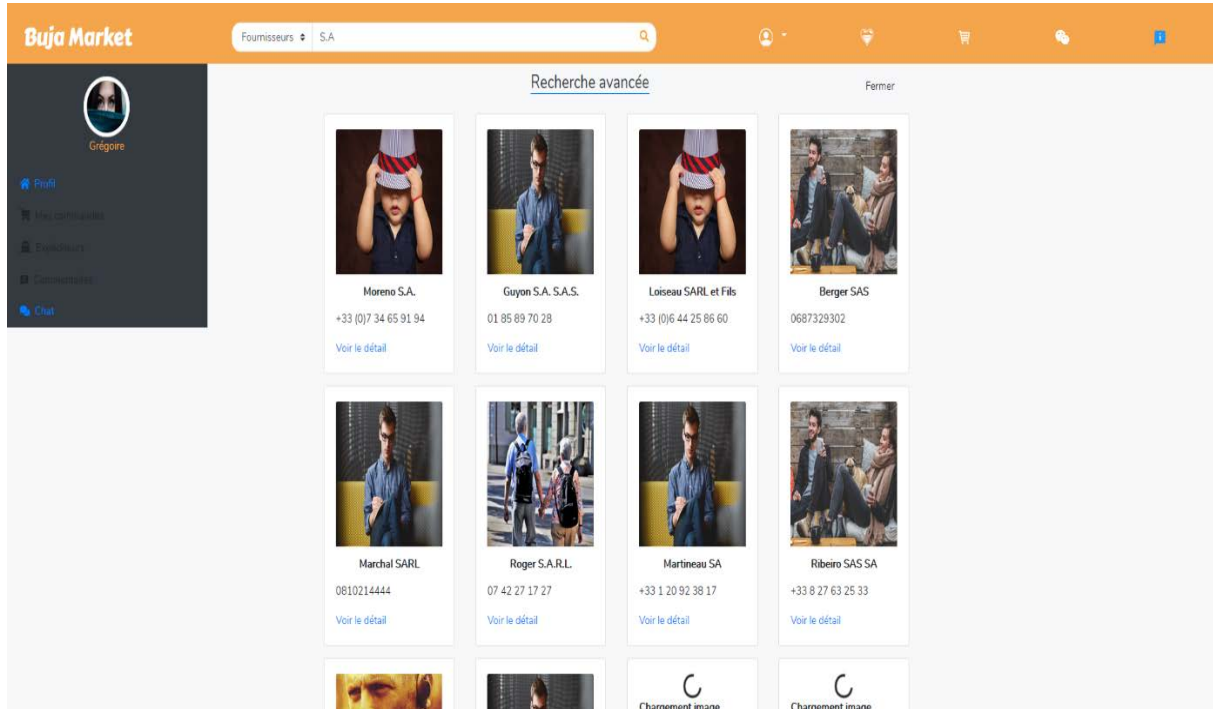 Buja Market
Fournisseurs S.A
Recherche avancée
Fermer
Grégoire
Profil
Chat
Moreno S.A.
+33 (0)7 34 65 91 94
Voir le détail
Guyon S.A. S.A.S.
01 85 89 70 28
Voir le détail
Loiseau SARL et Fils
+33 (0)6 44 25 86 60
Voir le détail
Berger SAS
0687329302
Voir le détail
Marchal SARL
0810214444
Voir le détail
Roger S.A.R.L.
07 42 27 17 27
Voir le détail
Martineau SA
+33 1 20 92 38 17
Voir le détail
Ribeiro SAS SA
+33 8 27 63 25 33
Voir le détail
Chargement image
Chargement image